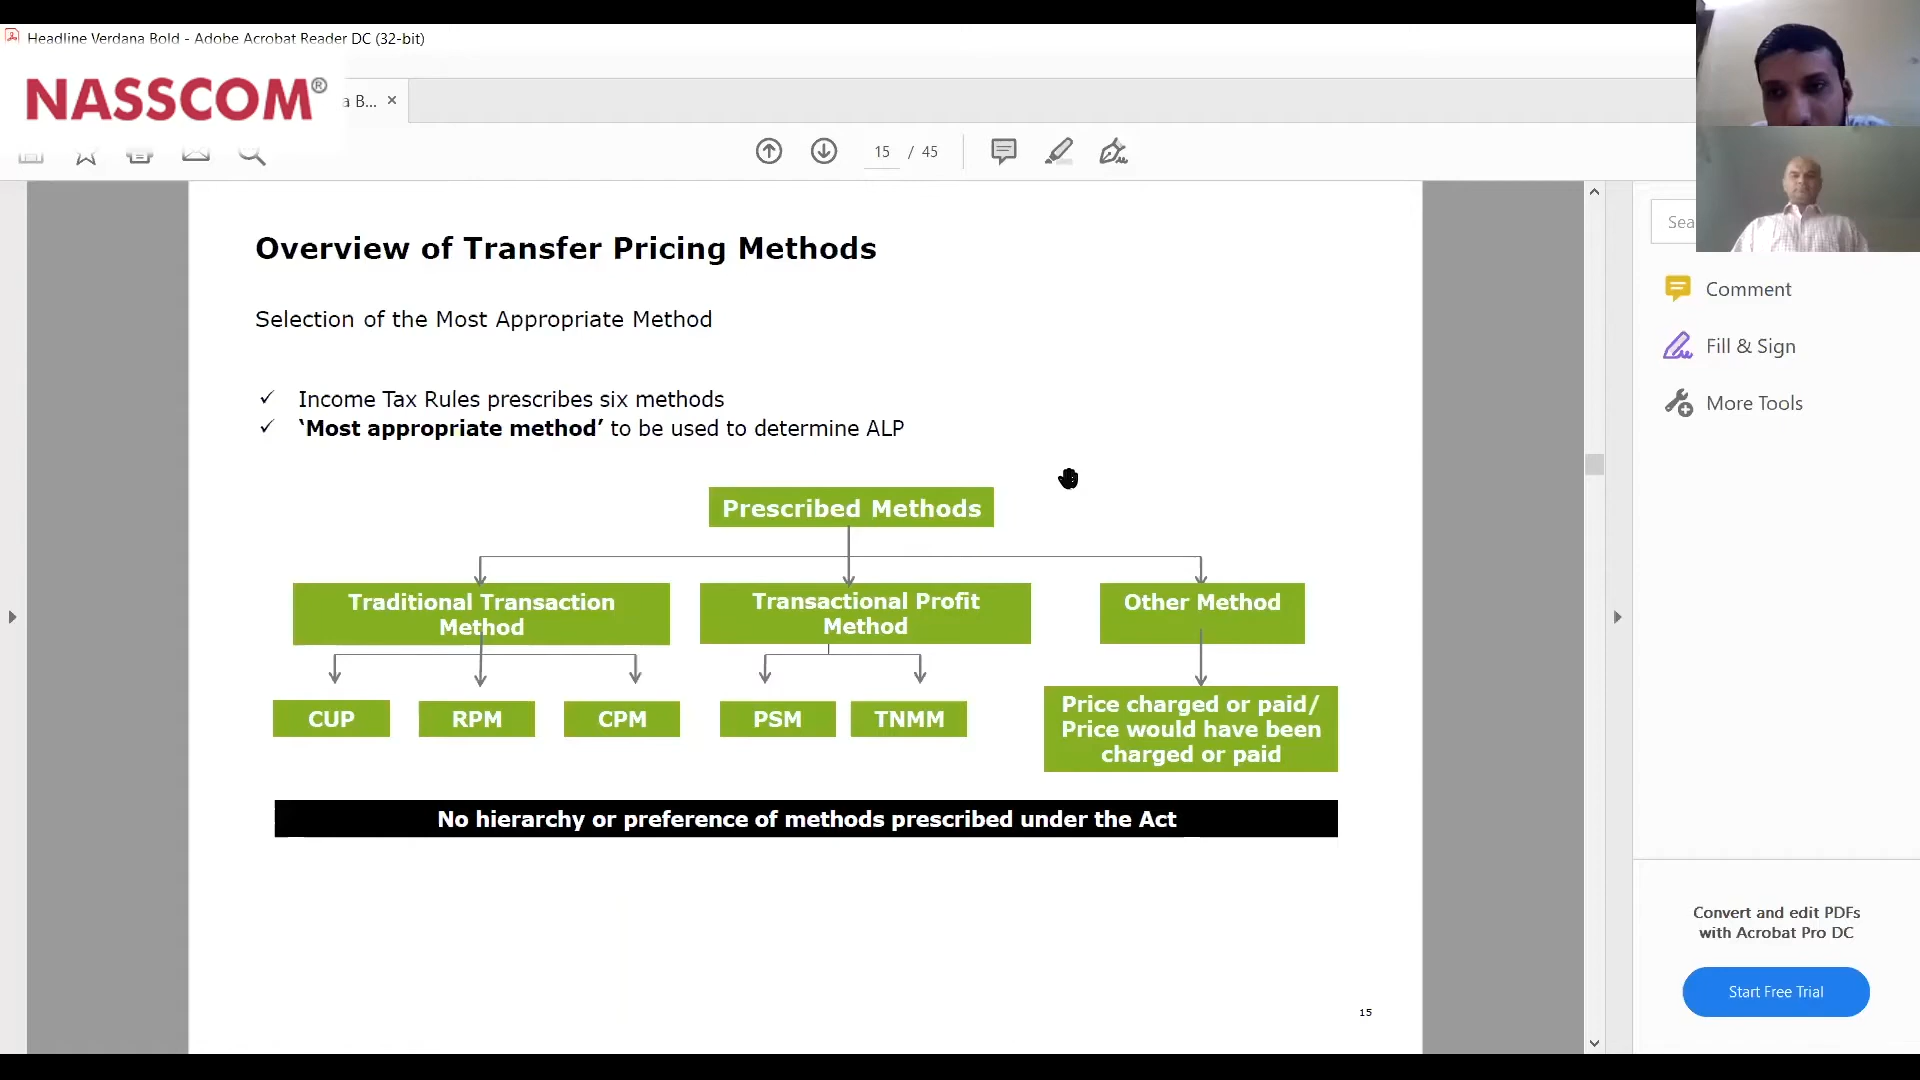 Headline Verdana Bold - Adobe Acrobat Reader DC (32-bit)
NASSCOM®
a B... ×
15 / 45
Sea
Overview of Transfer Pricing Methods
Selection of the Most Appropriate Method
✓ Income Tax Rules prescribes six methods
✓ ‘Most appropriate method’ to be used to determine ALP
Prescribed Methods
Traditional Transaction
Method
Transactional Profit
Method
Other Method
CUP
RPM
CPM
PSM
TNMM
Price charged or paid/
Price would have been
charged or paid
No hierarchy or preference of methods prescribed under the Act
15
Comment
Fill & Sign
More Tools
Convert and edit PDFs
with Acrobat Pro DC
Start Free Trial